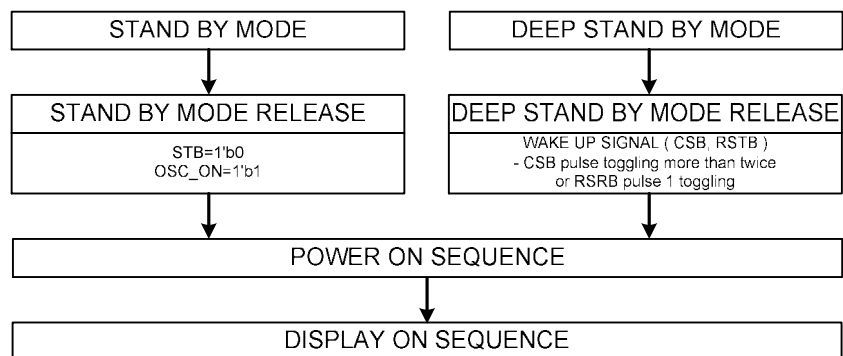 STAND BY MODE
DEEP STAND BY MODE
STAND BY MODE RELEASE
STB=1'b0
OSC_ON=1'b1
DEEP STAND BY MODE RELEASE
WAKE UP SIGNAL ( CSB, RSTB )
- CSB pulse toggling more than twice
or RSRB pulse 1 toggling
POWER ON SEQUENCE
DISPLAY ON SEQUENCE